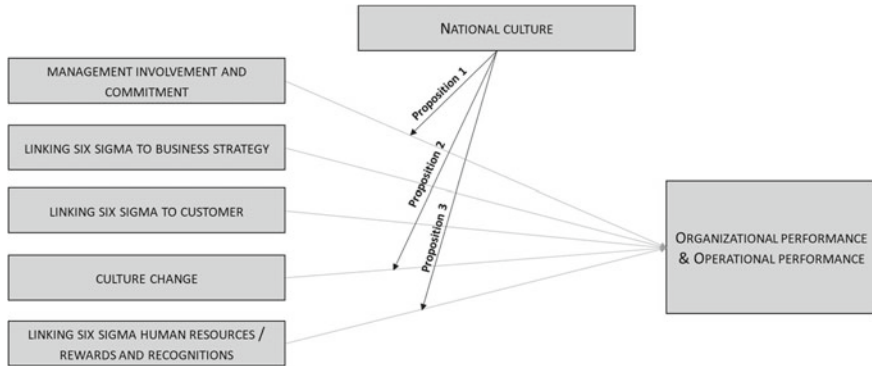 NATIONAL CULTURE
MANAGEMENT INVOLVEMENT AND
COMMITMENT
Proposition 1
LINKING SIX SIGMA TO BUSINESS STRATEGY
Proposition 2
LINKING SIX SIGMA TO CUSTOMER
Proposition 3
ORGANIZATIONAL PERFORMANCE
& OPERATIONAL PERFORMANCE
CULTURE CHANGE
LINKING SIX SIGMA HUMAN RESOURCES /
REWARDS AND RECOGNITIONS